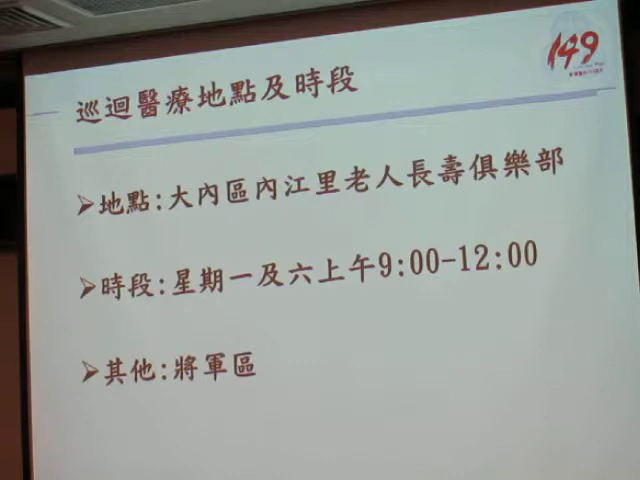 149
巡迴醫療地點及時段
➢地點:大內區內江里老人長壽俱樂部
➢時段:星期一及六上午9:00-12:00
➢其他:將軍區